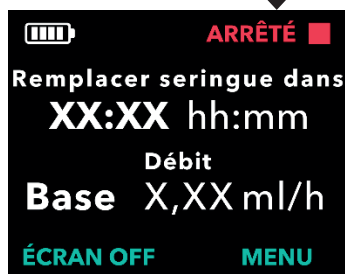 ARRÊTÉ
Remplacer seringue dans
XX:XX hh:mm
Débit
Base X,XX ml/h
ÉCRAN OFF MENU